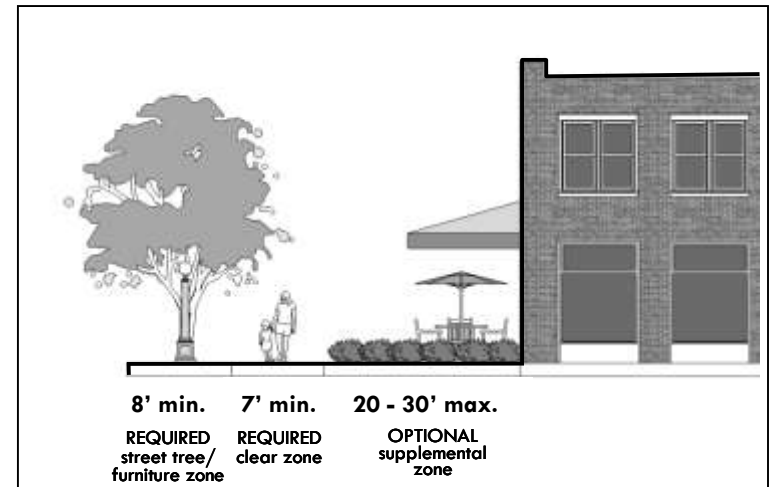 8’ min. 7’ min. 20 - 30’ max.
REQUIRED
street tree/
furniture zone
REQUIRED
clear zone
OPTIONAL
supplemental
zone